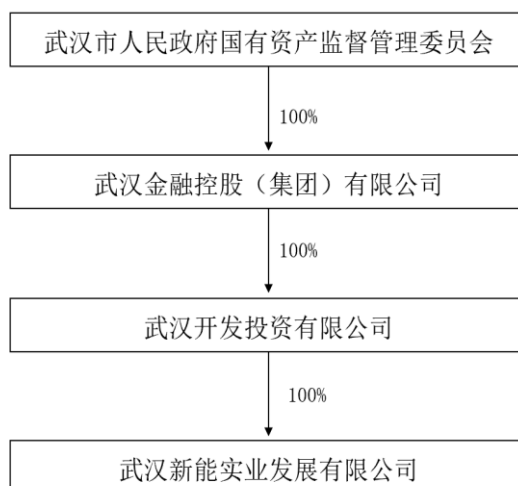 武汉市人民政府国有资产监督管理委员会
100%
武汉金融控股（集团）有限公司
100%
武汉开发投资有限公司
100%
武汉新能实业发展有限公司